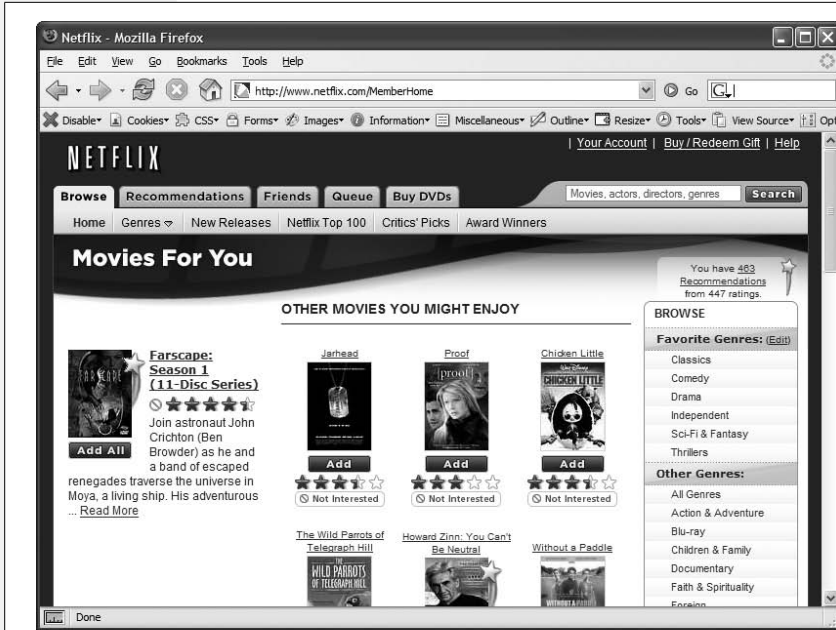 Netflix - Mozilla Firefox
File Edit View Go Bookmarks Tools Help
http://www.netflix.com/MemberHome Go G
Disable Cookies CSS Forms Images Information Miscellaneous Outline Resize Tools View Source Opt
NETFLIX
| Your Account | Buy / Redeem Gift | Help
Browse Recommendations Friends Queue Buy DVDs
Movies, actors, directors, genres Search
Home Genres New Releases Netflix Top 100 Critics' Picks Award Winners
Movies For You
You have 463
Recommendations
from 447 ratings.
OTHER MOVIES YOU MIGHT ENJOY
FARSCAPE
Add All
Farscape:
Season 1
(11-Disc Series)
Join astronaut John
Crichton (Ben
Browder) as he and
a band of escaped
renegades traverse the universe in
Moya, a living ship. His adventurous
... Read More
Jarhead
Add
Not Interested
Proof
[proof]
Add
Not Interested
Chicken Little
CHICKEN LITTLE
Add
Not Interested
The Wild Parrots of
Telegraph Hill
THE
WILD PARROTS
OF TELEGRAPH HILL
Howard Zinn: You Can't
Be Neutral
Without a Paddle
WITHOUT A PADDLE
BROWSE
Favorite Genres: (Edit)
Classics
Comedy
Drama
Independent
Sci-Fi & Fantasy
Thrillers
Other Genres:
All Genres
Action & Adventure
Blu-ray
Children & Family
Documentary
Faith & Spirituality
Foreign
Done